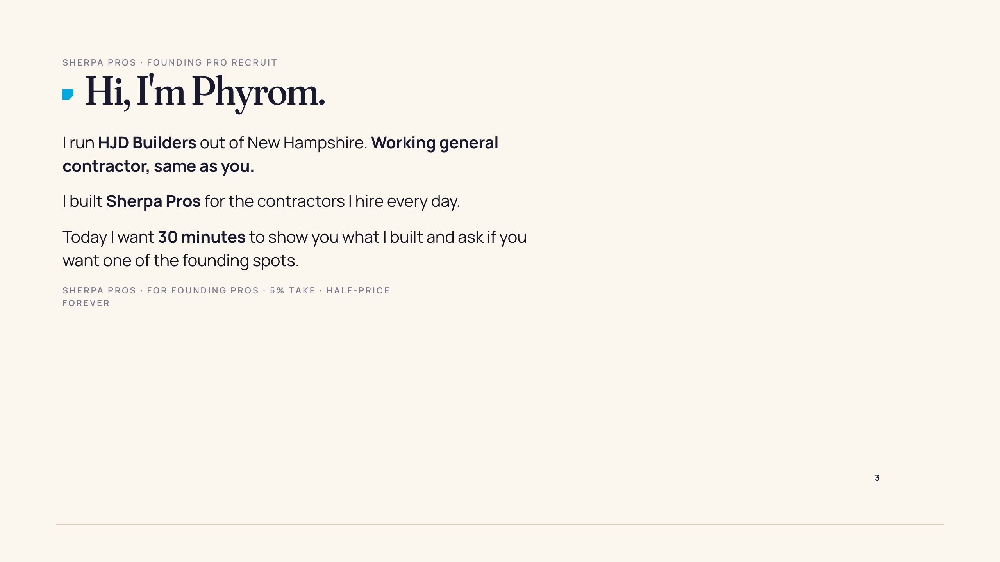 SHERPA PROS · FOUNDING PRO RECRUIT
Hi, I'm Phyrom.
I run HJD Builders out of New Hampshire. Working general
contractor, same as you.
I built Sherpa Pros for the contractors I hire every day.
Today I want 30 minutes to show you what I built and ask if you
want one of the founding spots.
SHERPA PROS · FOR FOUNDING PROS · 5% TAKE · HALF-PRICE
FOREVER
3